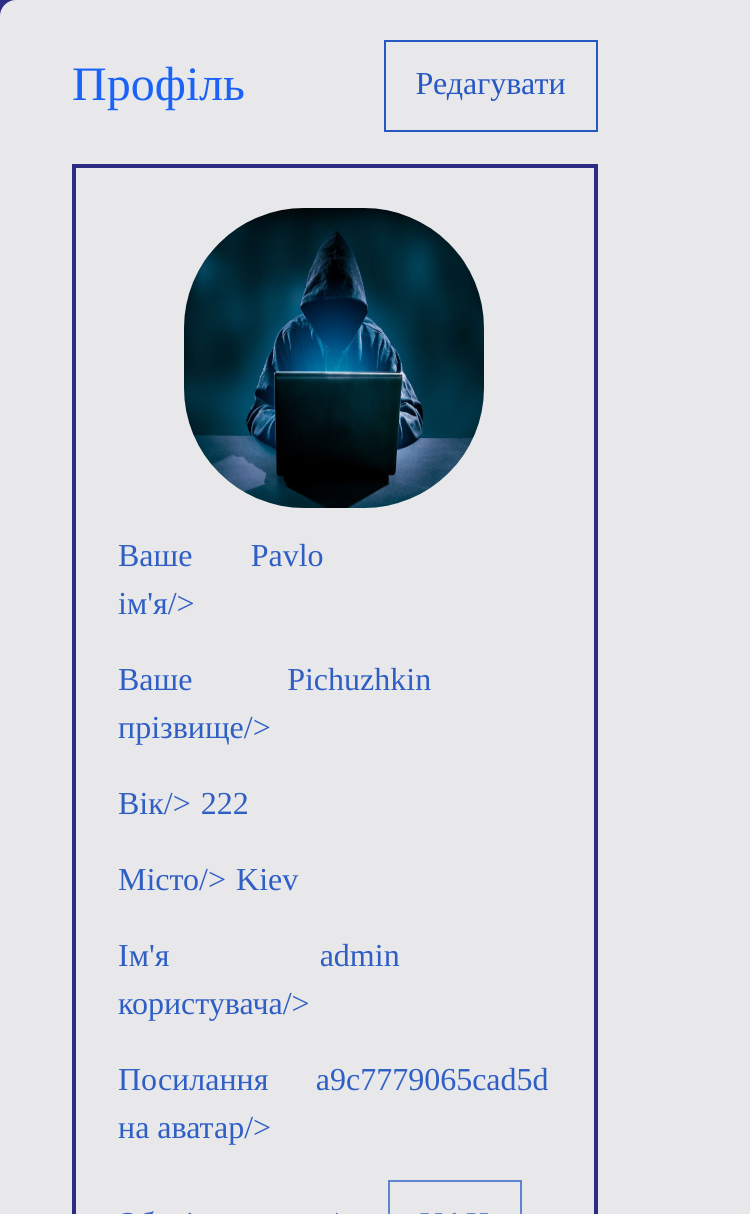 Профіль
Редагувати
Ваше Pavlo
ім'я/>
Ваше Pichuzhkin
прізвище/>
Вік/> 222
Місто/> Kiev
Ім'я admin
користувача/>
Посилання a9c7779065cad5d
на аватар/>